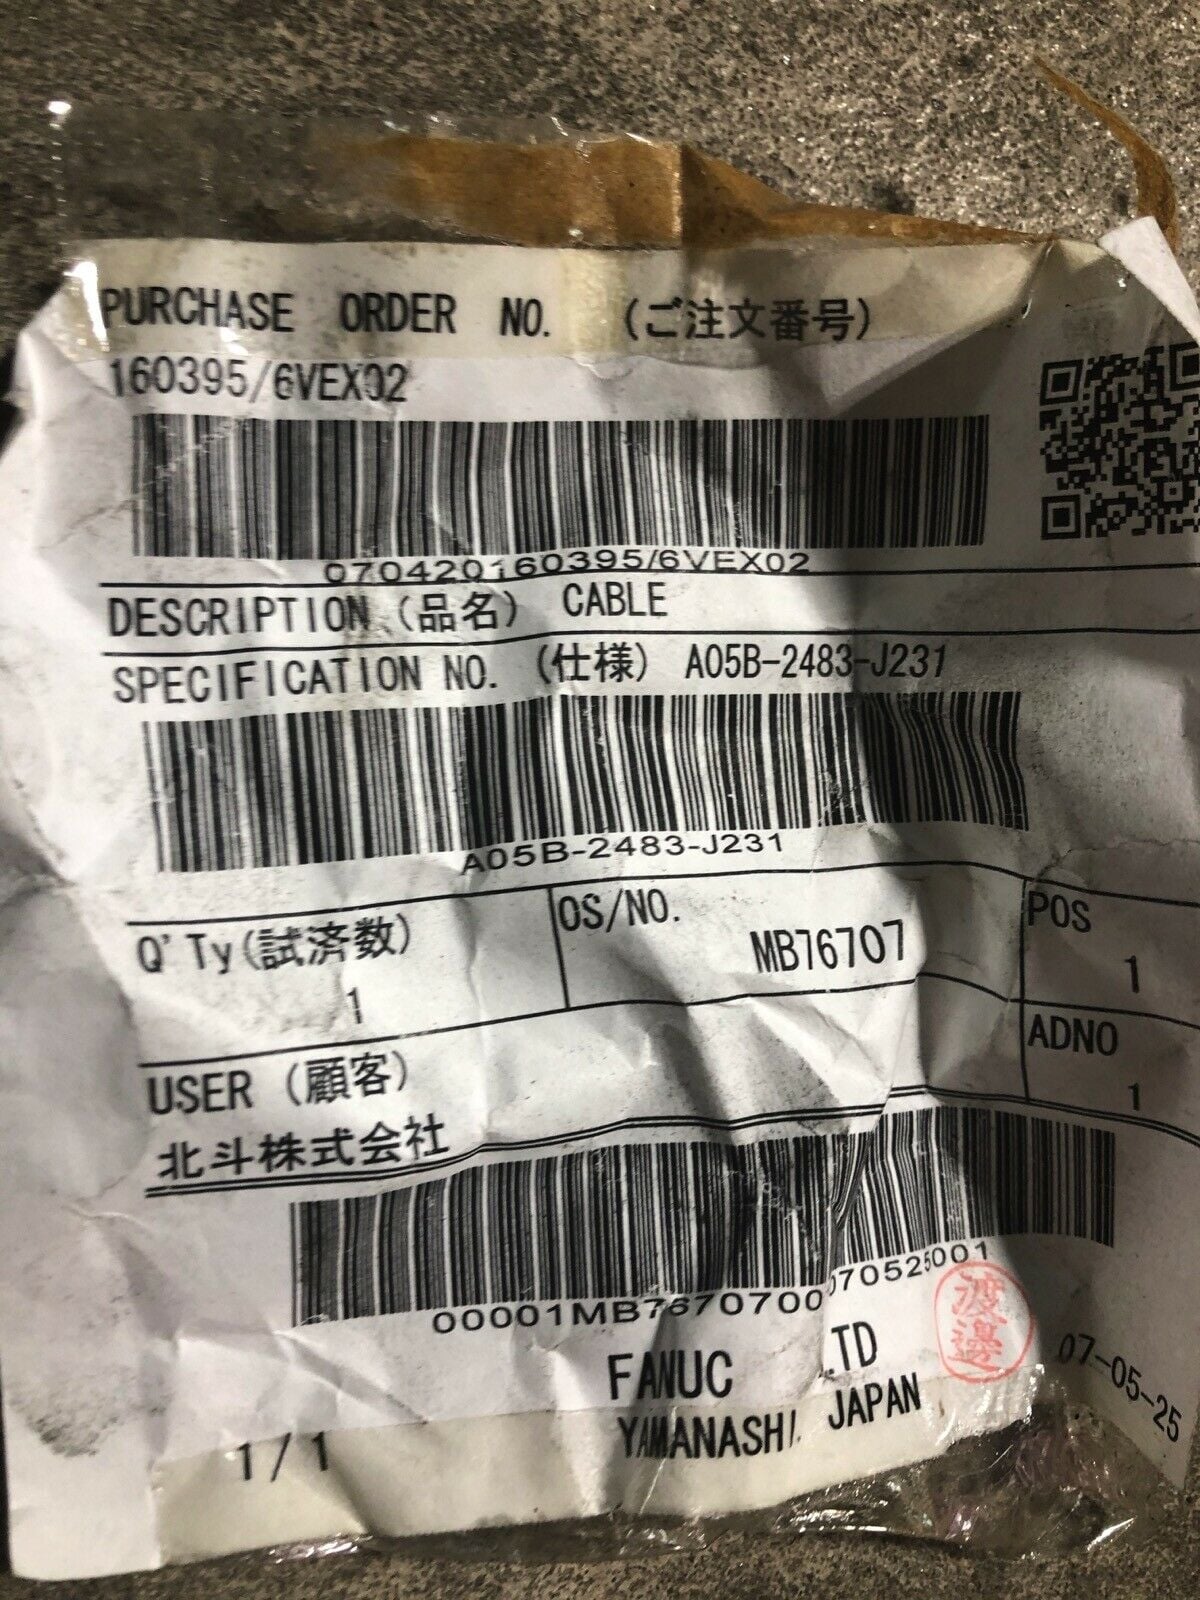 PURCHASE ORDER NO. (ご注文番号)
160395/6VEX02
070420160395/6VEX02
DESCRIPTION (品名) CABLE
SPECIFICATION NO. (仕様) A05B-2483-J231
A05B-2483-J231
Q'Ty(試済数) OS/NO. POS
1 MB76707 1
USER (顧客) ADNO
北斗株式会社 1
00001MB7670700 070525001
FANUC LTD
YAMANASHI, JAPAN
渡邊
07-05-25
1/1